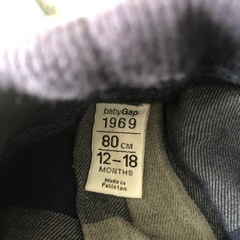 babyGap
1969
80 CM
12-18
MONTHS
Made in
Pakistan